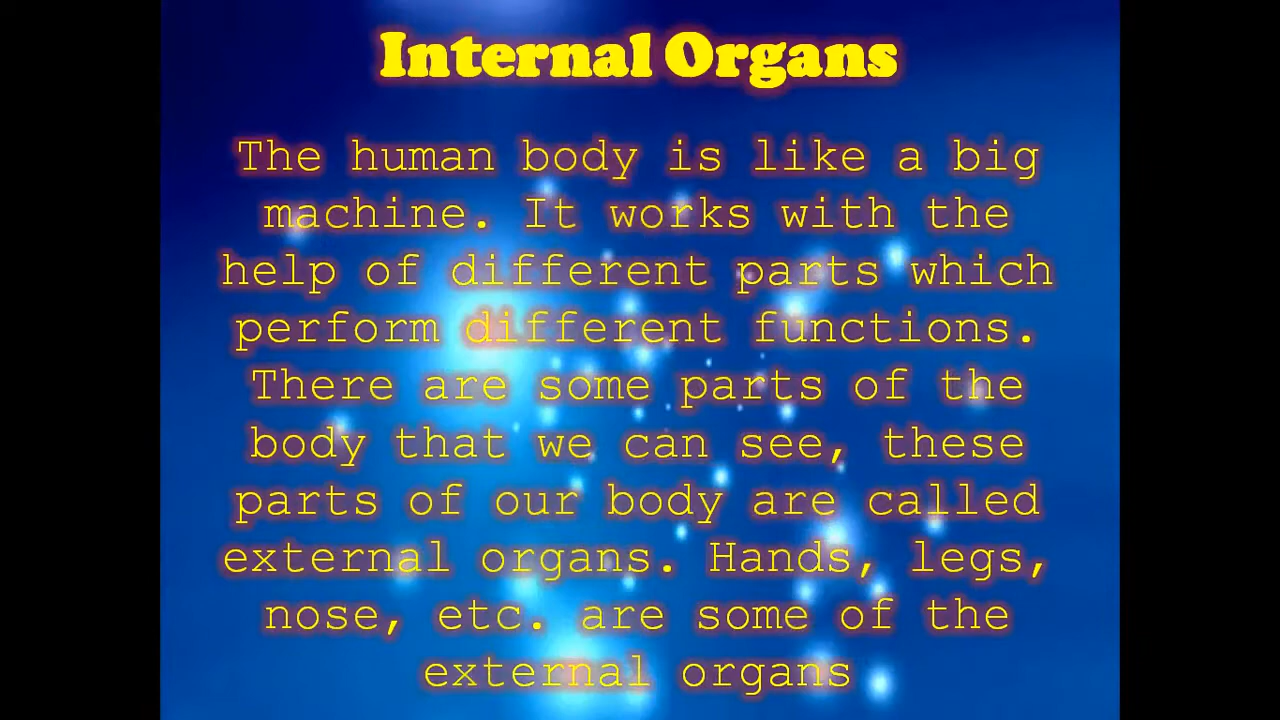 Internal Organs
The human body is like a big
machine. It works with the
help of different parts which
perform different functions.
There are some parts of the
body that we can see, these
parts of our body are called
external organs. Hands, legs,
nose, etc. are some of the
external organs